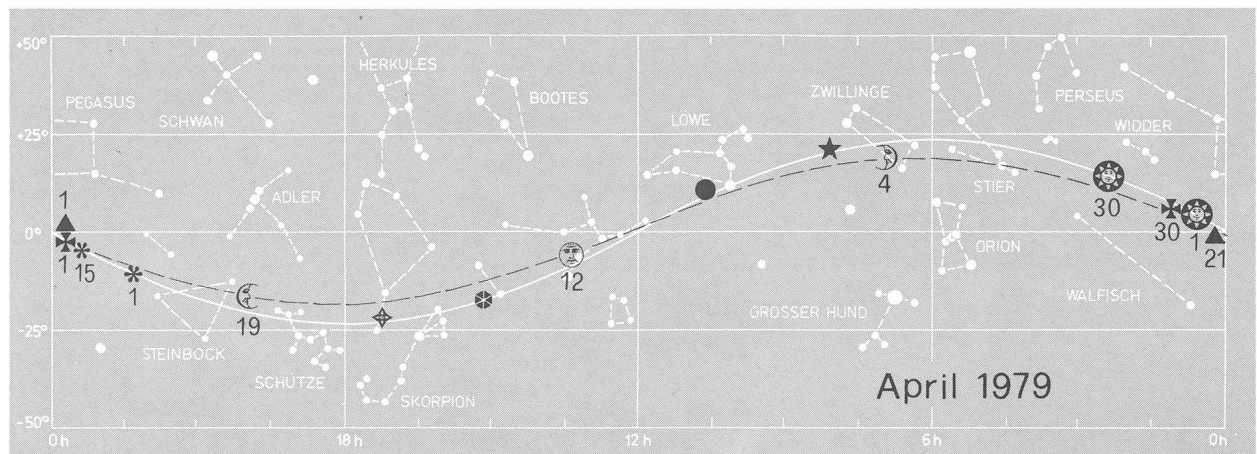 +50°
HERKULES
PEGASUS
SCHWAN
BOOTES
ZWILLINGE
PERSEUS
LÖWE
WIDDER
+25°
ADLER
STIER
4
1
30
0°
1
15
1
30
1
21
ORION
12
19
WALFISCH
GROSSER HUND
-25°
STEINBOCK
SCHÜTZE
SKORPION
April 1979
-50°
0h
18h
12h
6h
0h